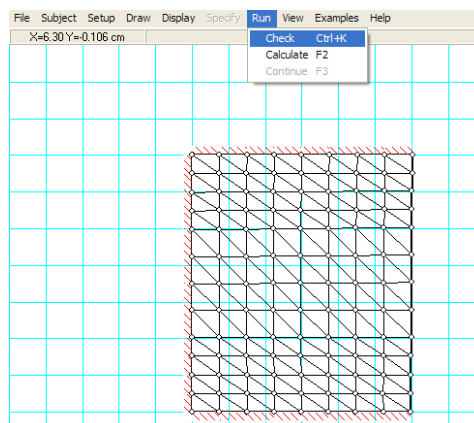 File Subject Setup Draw Display Specify Run View Examples Help
X=6.30 Y=-0.106 cm
Check Ctrl+K
Calculate F2
Continue F3